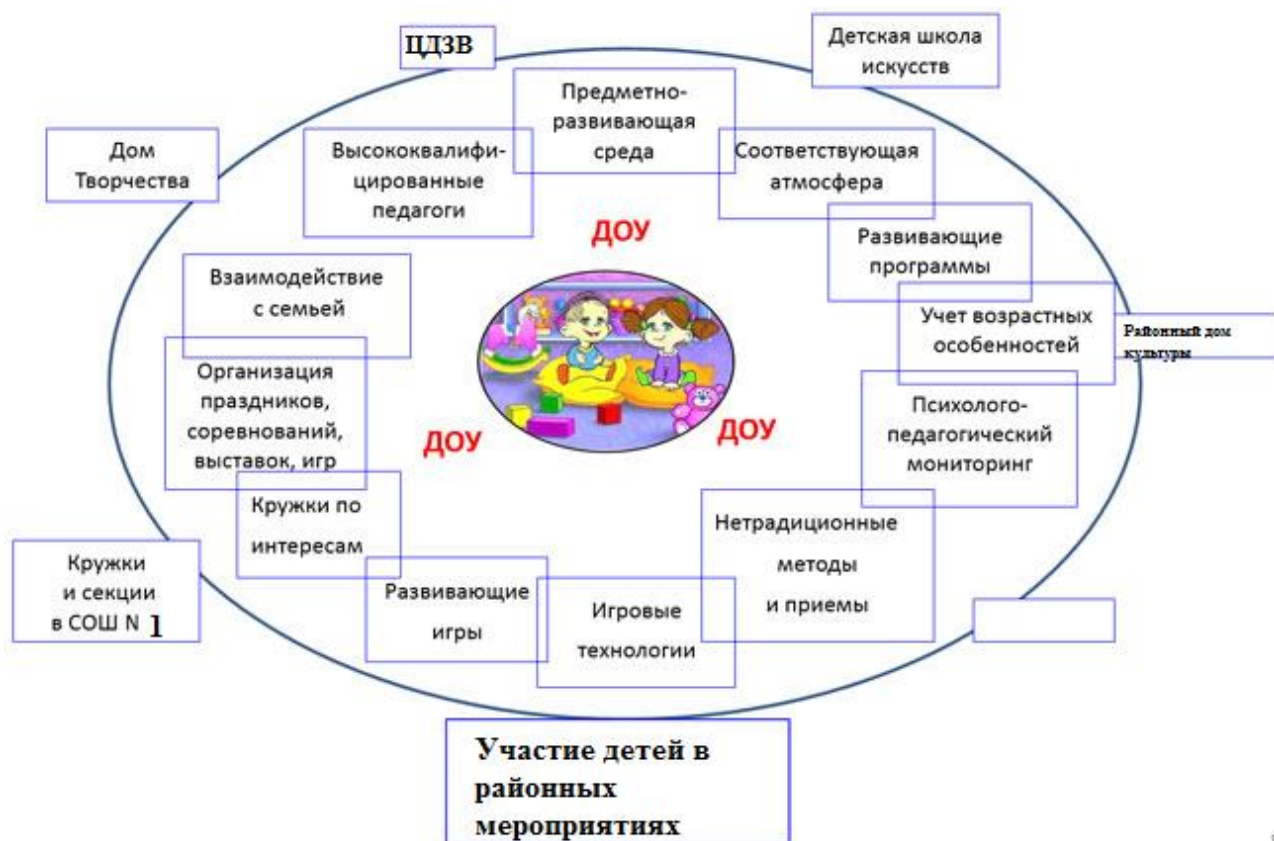 ЦДЗВ
Детская школа
искусств
Предметно-
развивающая
среда
Дом
Творчества
Высококвалифи-
цированные
педагоги
Соответствующая
атмосфера
ДОУ
Развивающие
программы
Взаимодействие
с семьей
Учет возрастных
особенностей
Районный дом
культуры
Организация
праздников,
соревнований,
выставок, игр
ДОУ
ДОУ
Психолого-
педагогический
мониторинг
Кружки по
интересам
Нетрадиционные
методы
и приемы
Кружки
и секции
в СОШ N 1
Развивающие
игры
Игровые
технологии
Участие детей в
районных
мероприятиях